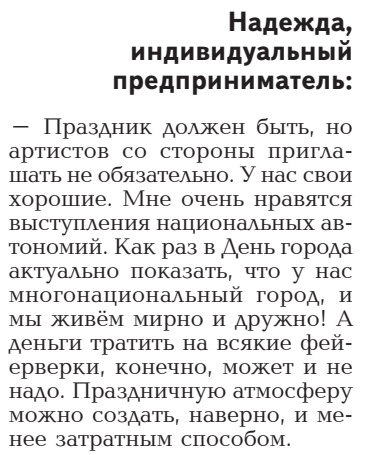 Надежда,
индивидуальный
предприниматель:
— Праздник должен быть, но
артистов со стороны пригла-
шать не обязательно. У нас свои
хорошие. Мне очень нравятся
выступления национальных ав-
тономий. Как раз в День города
актуально показать, что у нас
многонациональный город, и
мы живём мирно и дружно! А
деньги тратить на всякие фей-
ерверки, конечно, может и не
надо. Праздничную атмосферу
можно создать, наверно, и ме-
нее затратным способом.